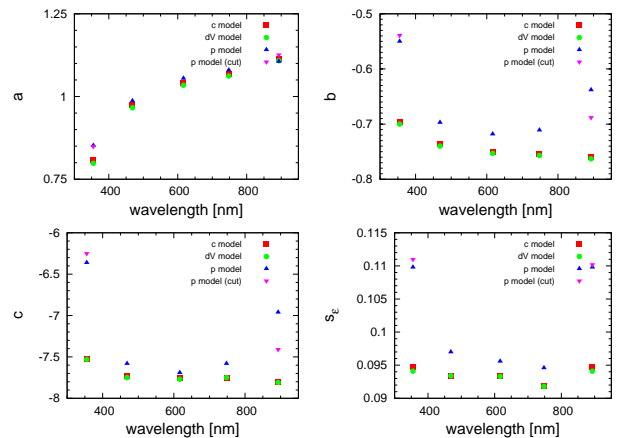 1.25
1
0.75
a
400
600
800
wavelength [nm]
c model
dV model
p model
p model (cut)
-0.5
-0.6
-0.7
-0.8
b
400
600
800
wavelength [nm]
c model
dV model
p model
p model (cut)
-6
-6.5
-7
-7.5
-8
c
400
600
800
wavelength [nm]
c model
dV model
p model
p model (cut)
0.115
0.11
0.105
0.1
0.095
0.09
s_ε
400
600
800
wavelength [nm]
c model
dV model
p model
p model (cut)